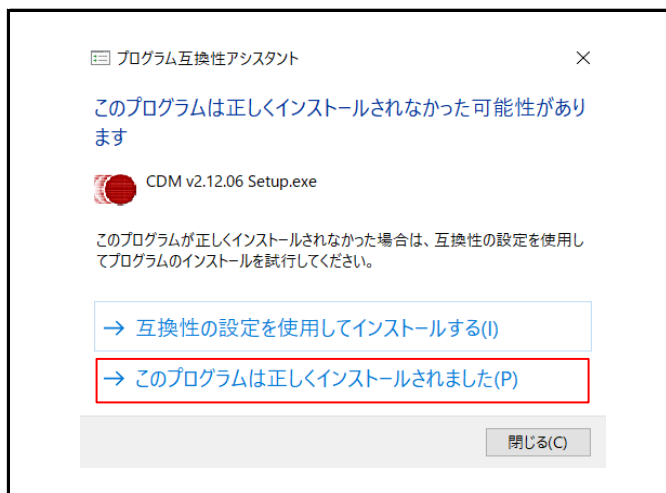 プログラム互換性アシスタント
このプログラムは正しくインストールされなかった可能性があり
ます
CDM v2.12.06 Setup.exe
このプログラムが正しくインストールされなかった場合は、互換性の設定を使用し
てプログラムのインストールを試行してください。
→ 互換性の設定を使用してインストールする(I)
→ このプログラムは正しくインストールされました(P)
閉じる(C)